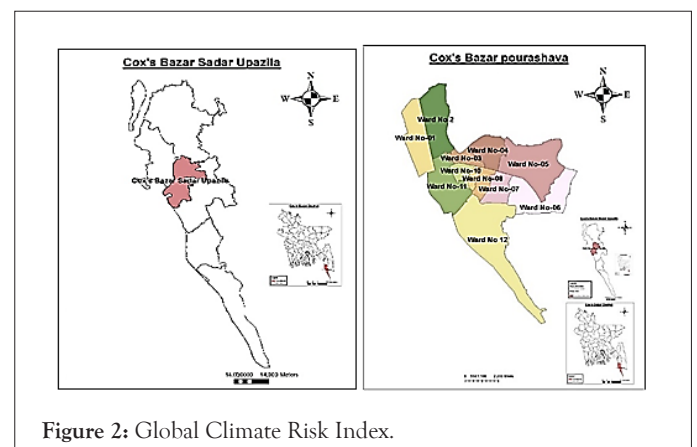 Cox's Bazar Sadar Upazila
N
W E
S
Cox's Bazar Sadar Upazila
Cox's Bazar pourashava
N
W E
S
Ward No 2
Ward No-01
Ward No-04
Ward No-03
Ward No-05
Ward No-10
Ward No-08
Ward No-11
Ward No-07
Ward No-06
Ward No 12
Figure 2: Global Climate Risk Index.